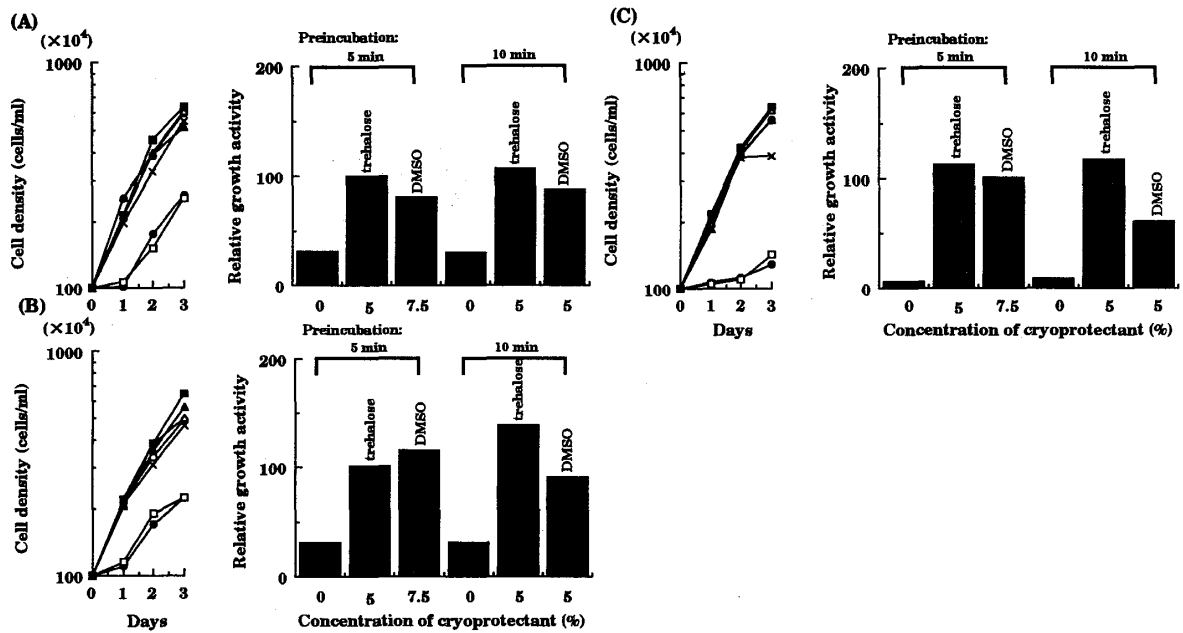 (A)
(×10⁴)
1000
100
Cell density (cells/ml)
0 1 2 3
Preincubation:
5 min 10 min
200
100
0
Relative growth activity
trehalose
DMSO
trehalose
DMSO
0 5 7.5 0 5 5
(B)
(×10⁴)
1000
100
Cell density (cells/ml)
0 1 2 3
Days
Preincubation:
5 min 10 min
200
100
0
Relative growth activity
trehalose
DMSO
trehalose
DMSO
0 5 7.5 0 5 5
Concentration of cryoprotectant (%)
(C)
(×10⁴)
1000
100
Cell density (cells/ml)
0 1 2 3
Days
Preincubation:
5 min 10 min
200
100
0
Relative growth activity
trehalose
DMSO
trehalose
DMSO
0 5 7.5 0 5 5
Concentration of cryoprotectant (%)